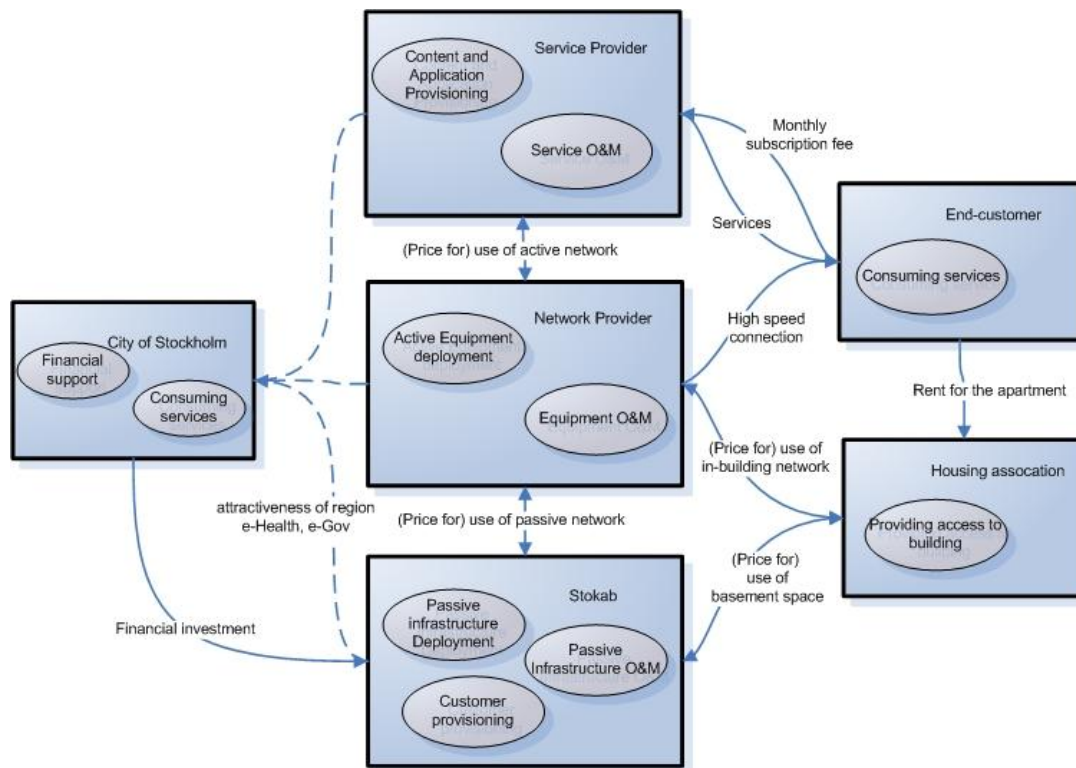 Service Provider
Content and
Application
Provisioning
Service O&M
Monthly
subscription fee
Services
End-customer
Consuming services
(Price for) use of active network
Network Provider
Active Equipment
deployment
Equipment O&M
High speed
connection
City of Stockholm
Financial
support
Consuming
services
Rent for the apartment
(Price for) use of
in-building network
Housing assocation
Providing access to
building
attractiveness of region
e-Health, e-Gov
(Price for) use of passive network
(Price for)
use of
basement space
Stokab
Passive
infrastructure
Deployment
Passive
Infrastructure O&M
Customer
provisioning
Financial investment